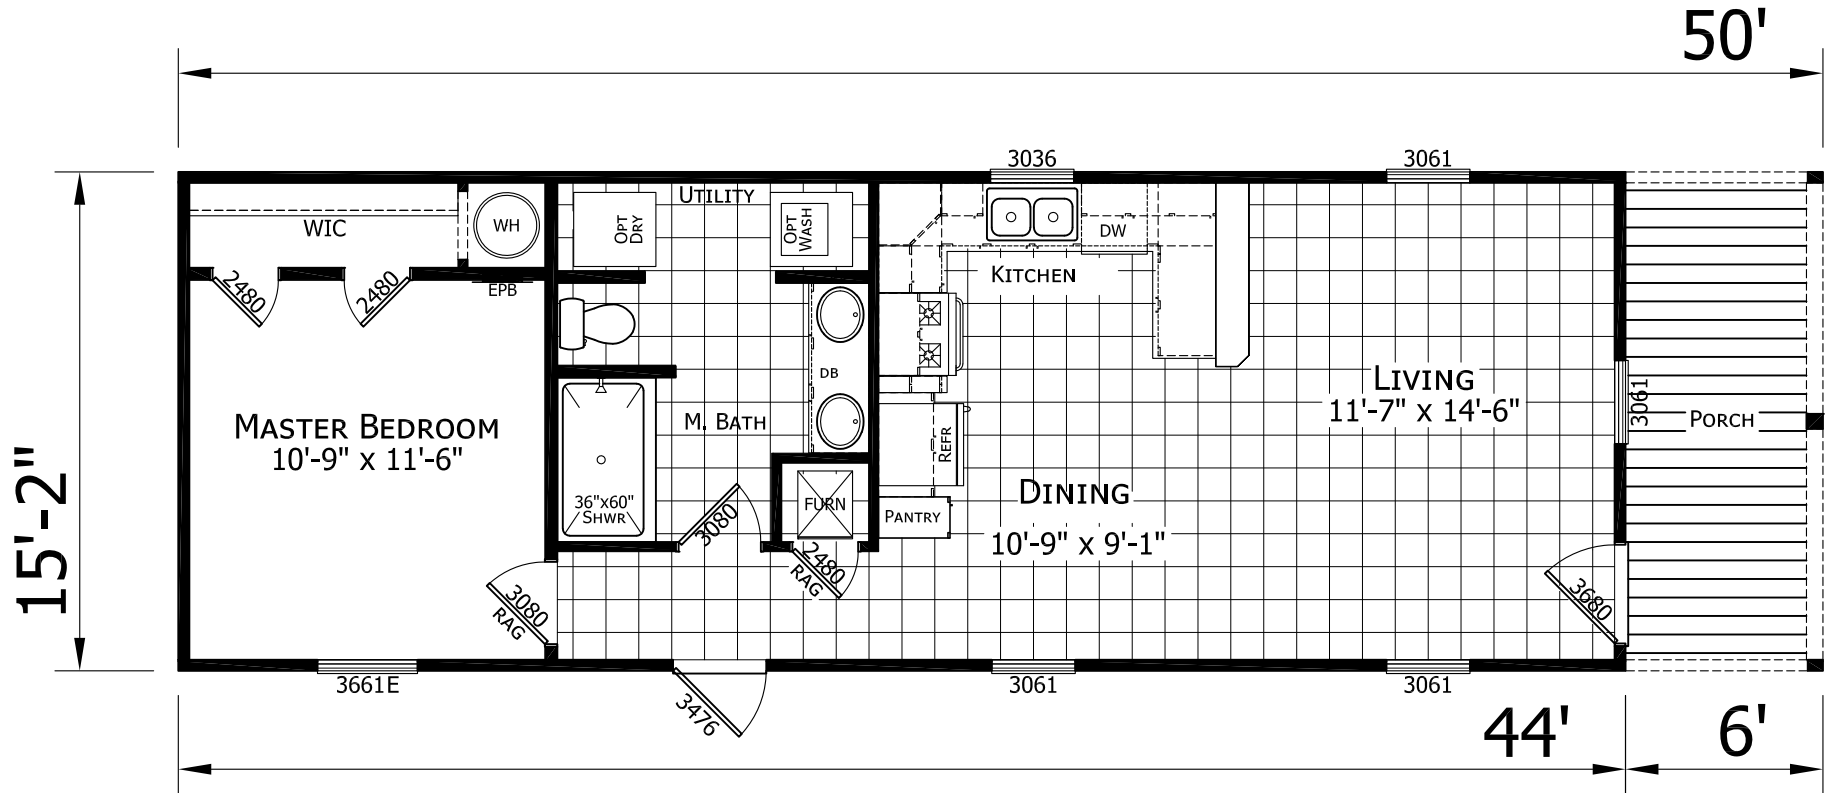 50'
3036
3061
UTILITY
WIC
WH
OPT
DRY
OPT
WASH
DW
KITCHEN
2480
2480
EPB
DB
LIVING
11'-7" x 14'-6"
3061
PORCH
MASTER BEDROOM
10'-9" x 11'-6"
M. BATH
REFR
15'-2"
36"x60"
SHWR
FURN
DINING
10'-9" x 9'-1"
PANTRY
3080
2480
RAG
3080
RAG
3680
3661E
3476
3061
3061
44'
6'